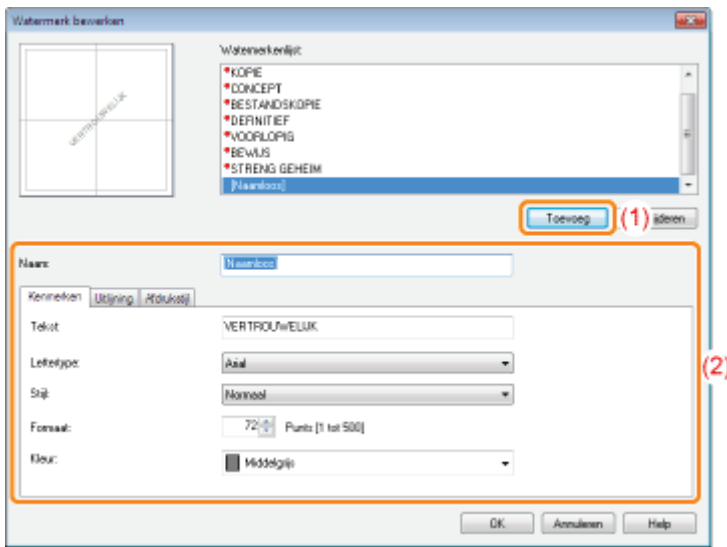 Watermerk bewerken
Watermerkenlijst:
VERTROUWELIJK
*KOPIE
*CONCEPT
*BESTANDSKOPIE
*DEFINITIEF
*VOORLOPIG
*BEWIJS
*STRENG GEHEIM
[Naamloos]
Toevoeg (1) ideren
Naam: [Naamloos]
Kenmerken Uitlijning Afdrukstijl
Tekst: VERTROUWELIJK
Lettertype: Arial
Stijl: Normaal
(2)
Formaat: 72 Punts [1 tot 500]
Kleur: Middelgrijs
OK Annuleren Help